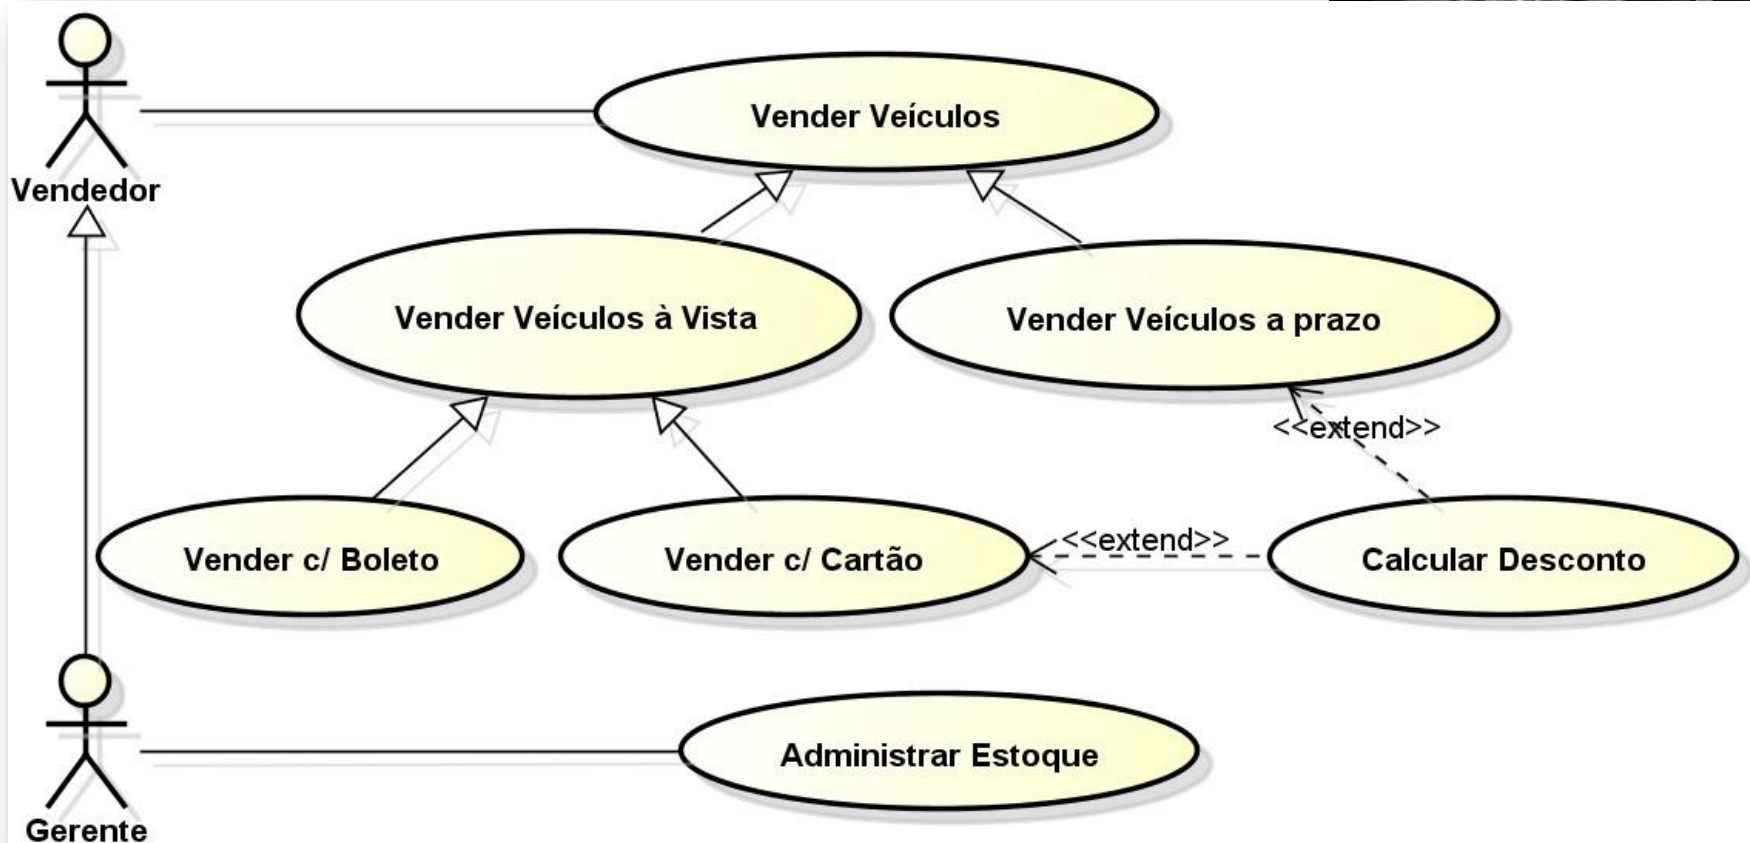 Vender Veículos
Vendedor
Vender Veículos à Vista
Vender Veículos a prazo
<<extend>>
Vender c/ Boleto
Vender c/ Cartão
<<extend>>
Calcular Desconto
Administrar Estoque
Gerente